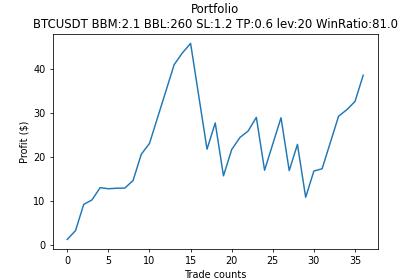 Portfolio
BTCUSDT BBM:2.1 BBL:260 SL:1.2 TP:0.6 lev:20 WinRatio:81.0
40
30
20
10
0
Profit ($)
0 5 10 15 20 25 30 35
Trade counts